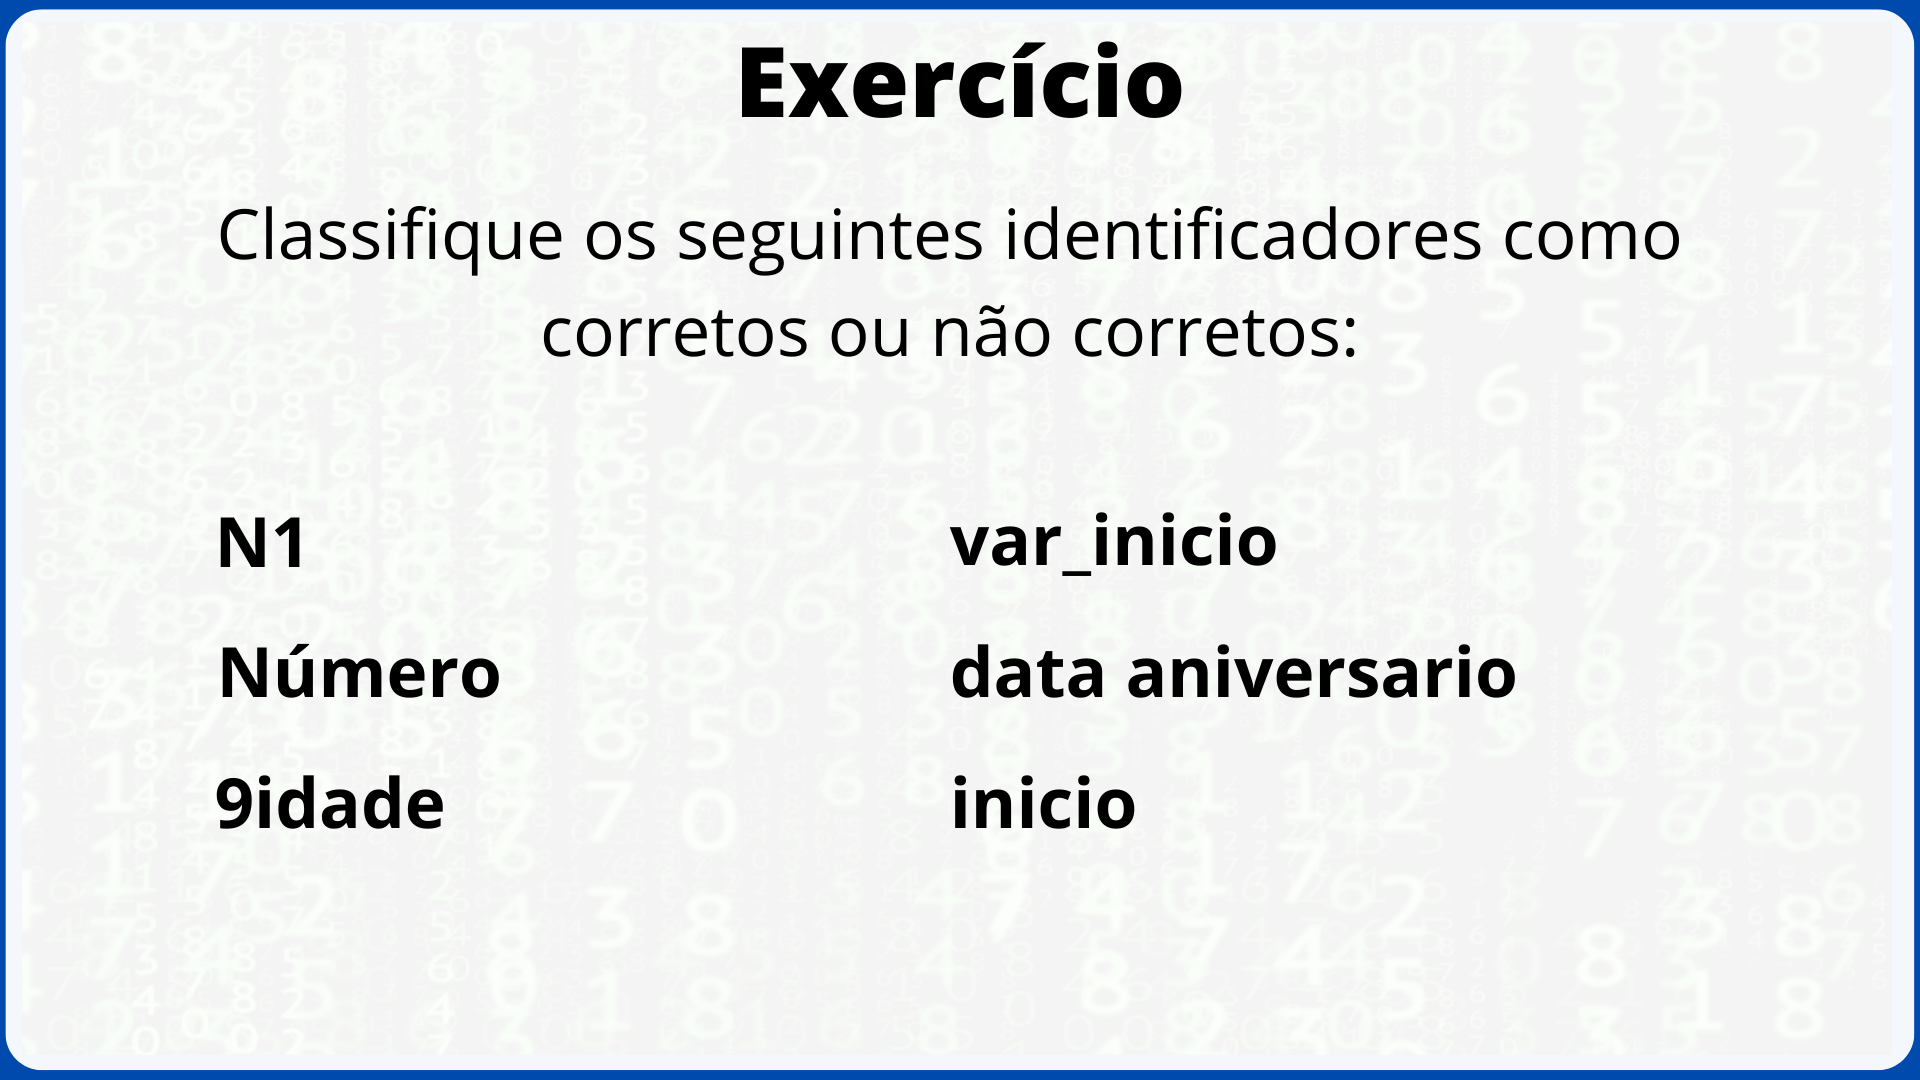 Exercício
Classifique os seguintes identificadores como
corretos ou não corretos:
N1
Número
9idade
var_inicio
data aniversario
inicio